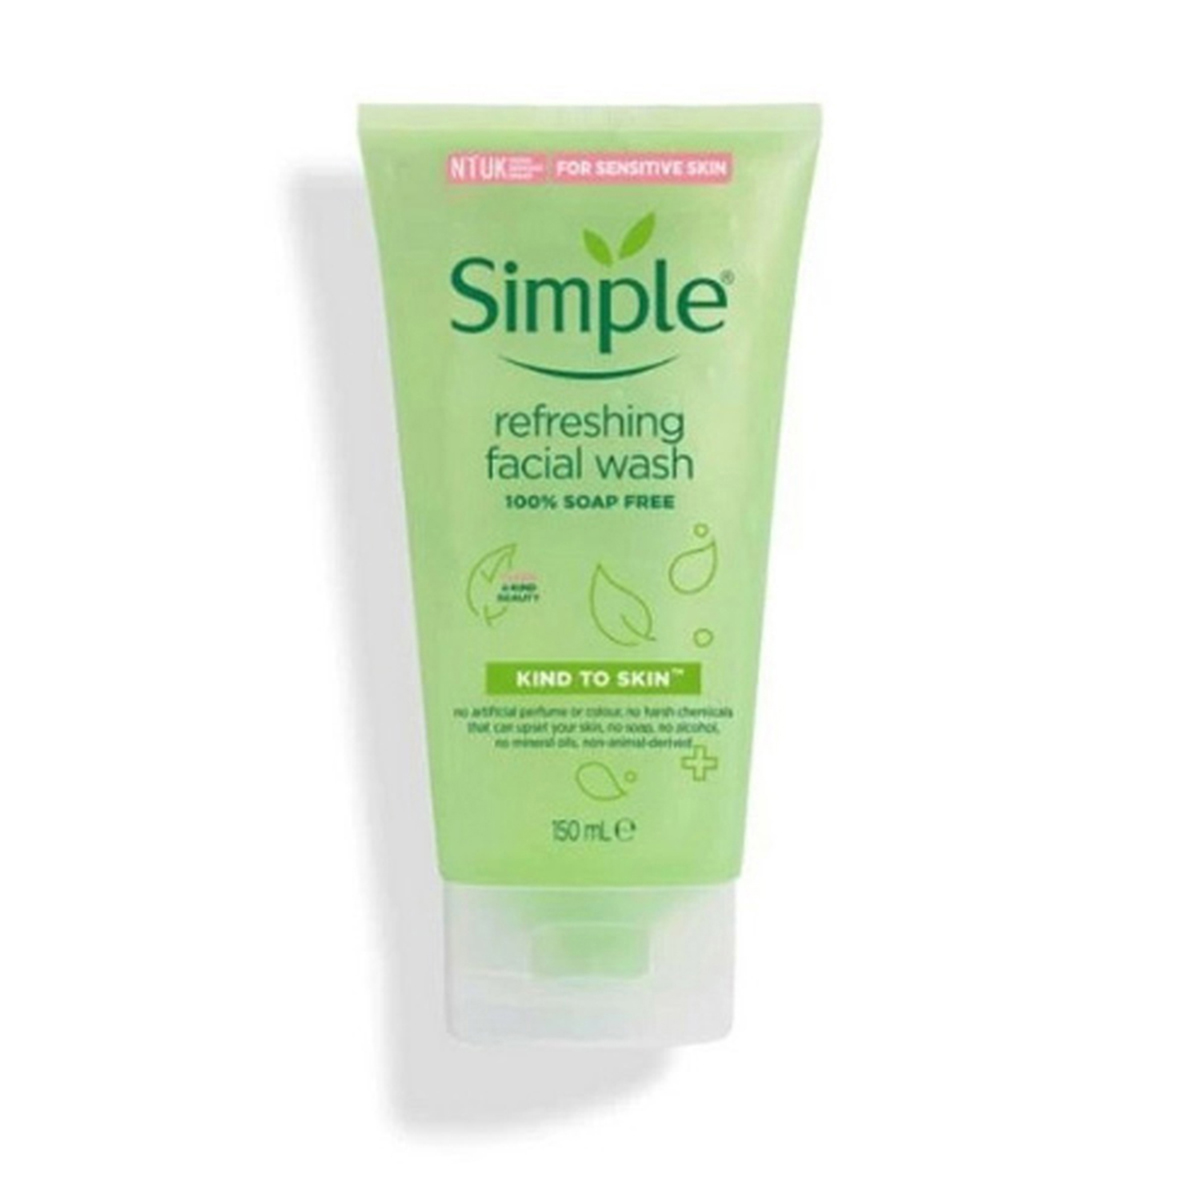 NTUK FOR SENSITIVE SKIN
Simple®
refreshing
facial wash
100% SOAP FREE
& KIND
BEAUTY
KIND TO SKIN™
no artificial perfume or colour, no harsh chemicals
that can upset your skin, no soap, no alcohol,
no mineral oils, non-animal-derived
150 mL ℮